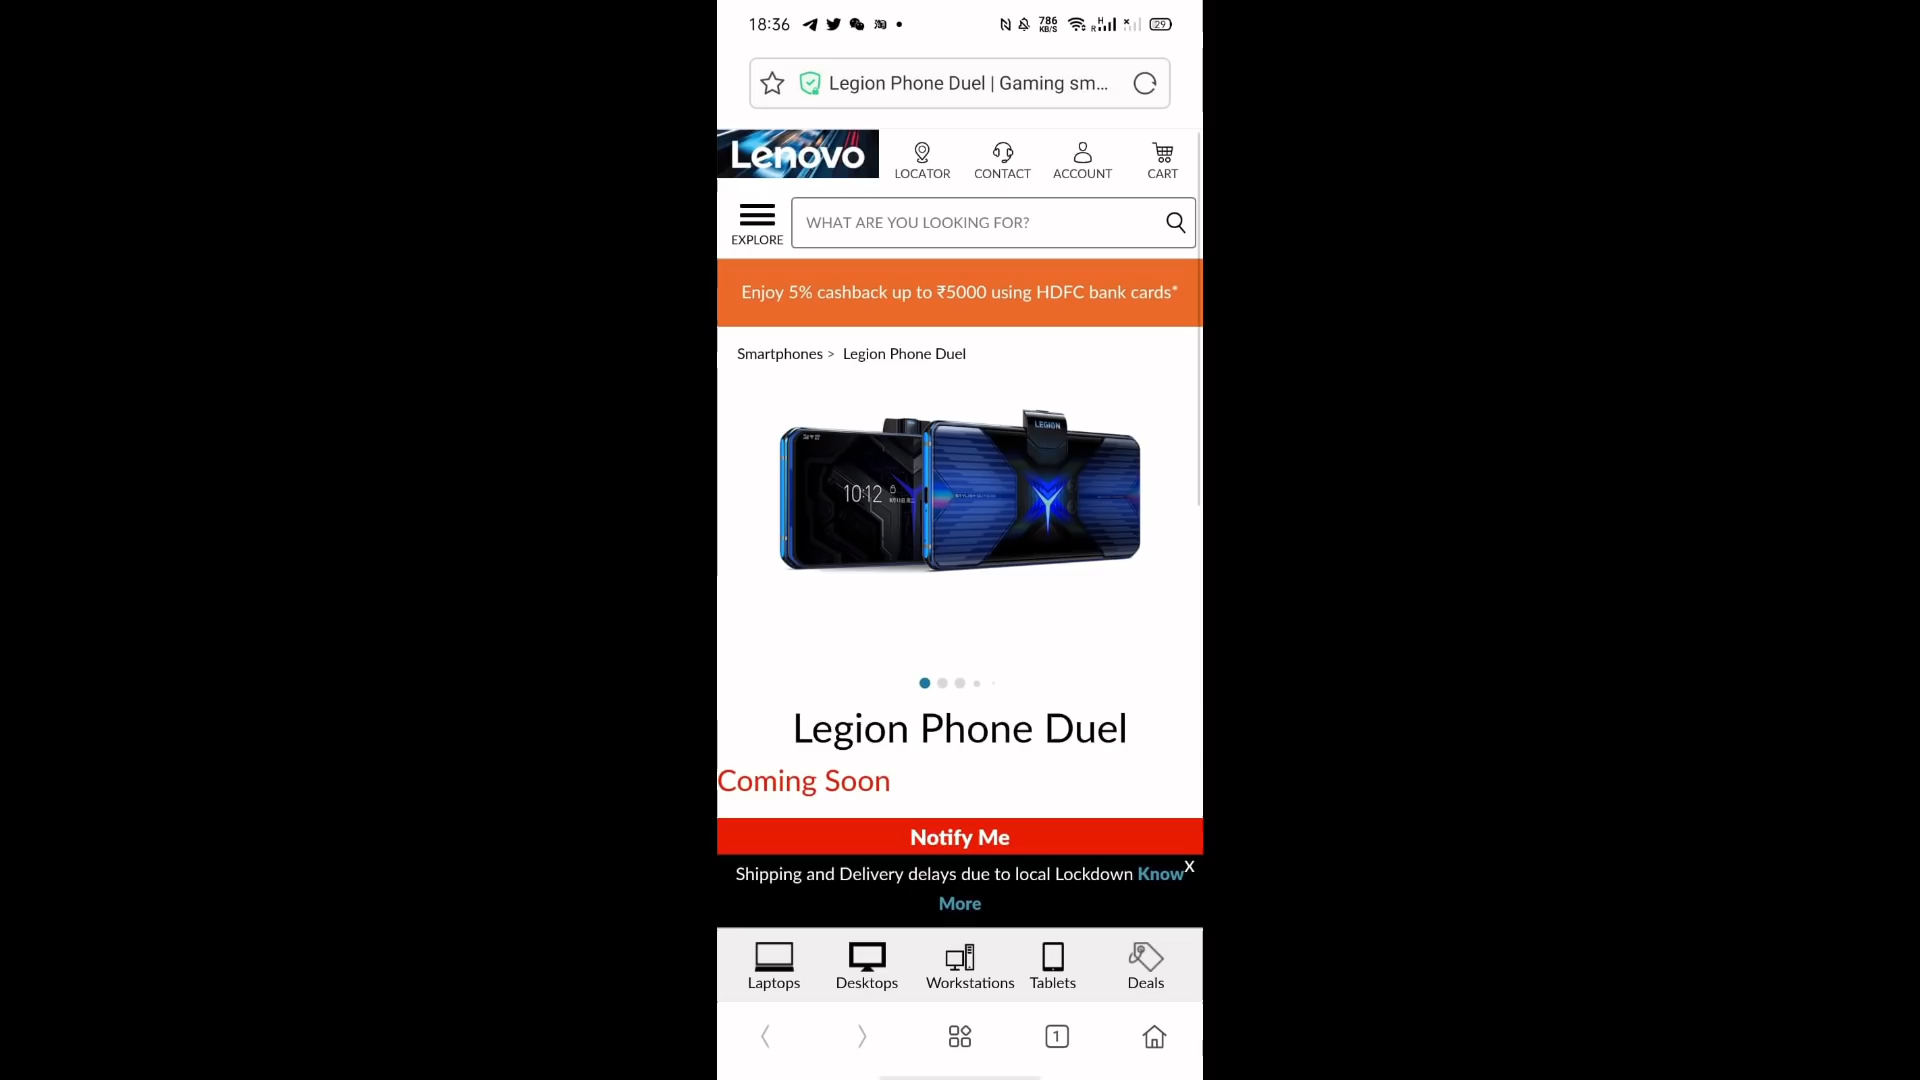 18:36
786
KB/S
29
Legion Phone Duel | Gaming sm...
Lenovo
LOCATOR
CONTACT
ACCOUNT
CART
EXPLORE
WHAT ARE YOU LOOKING FOR?
Enjoy 5% cashback up to ₹5000 using HDFC bank cards*
Smartphones > Legion Phone Duel
LEGION
10:12
Legion Phone Duel
Coming Soon
Notify Me
Shipping and Delivery delays due to local Lockdown Know
More
X
Laptops
Desktops
Workstations
Tablets
Deals
1